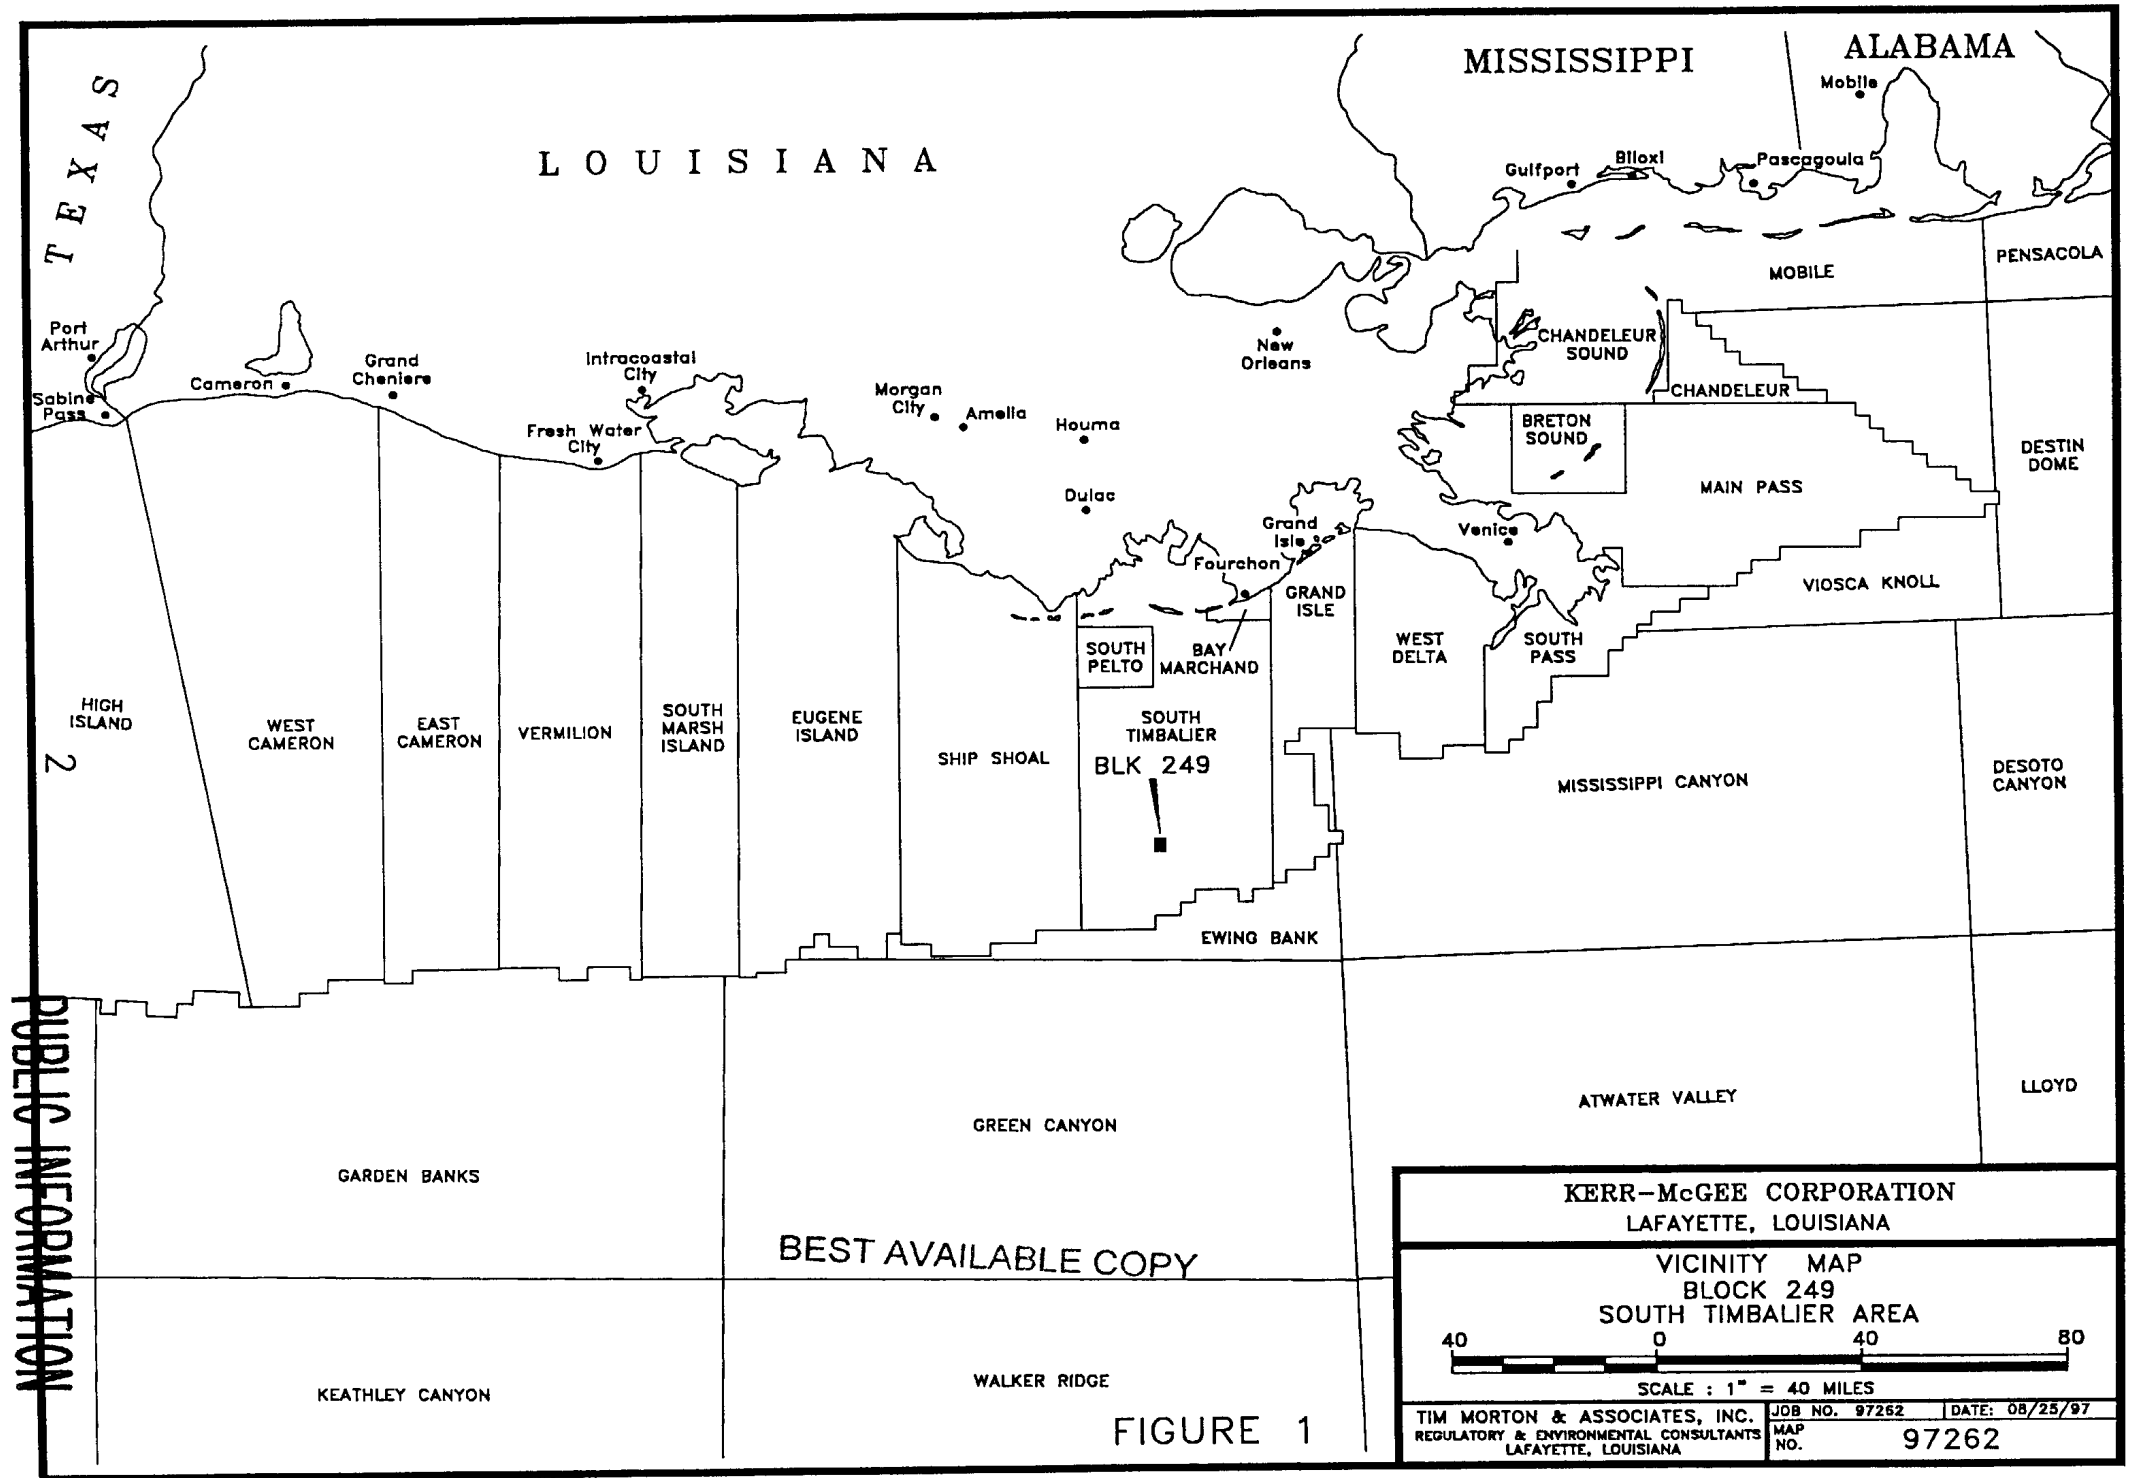 TEXAS
LOUISIANA
MISSISSIPPI
ALABAMA
Mobile
Gulfport
Biloxi
Pascagoula
PENSACOLA
MOBILE
Port
Arthur
Sabine
Pass
Cameron
Grand
Cheniere
Intracoastal
City
Fresh Water
City
Morgan
City
Amelia
Houma
Dulac
New
Orleans
CHANDELEUR
SOUND
CHANDELEUR
BRETON
SOUND
MAIN PASS
DESTIN
DOME
Venice
Grand
Isle
Fourchon
GRAND
ISLE
VIOSCA KNOLL
WEST
DELTA
SOUTH
PASS
SOUTH
PELTO
BAY
MARCHAND
HIGH
ISLAND
WEST
CAMERON
EAST
CAMERON
VERMILION
SOUTH
MARSH
ISLAND
EUGENE
ISLAND
SHIP SHOAL
SOUTH
TIMBALIER
BLK 249
MISSISSIPPI CANYON
DESOTO
CANYON
2
EWING BANK
PUBLIC INFORMATION
PUBLIC INFORMATION
GARDEN BANKS
GREEN CANYON
ATWATER VALLEY
LLOYD
BEST AVAILABLE COPY
KEATHLEY CANYON
WALKER RIDGE
FIGURE 1
KERR-McGEE CORPORATION
LAFAYETTE, LOUISIANA
VICINITY MAP
BLOCK 249
SOUTH TIMBALIER AREA
40 0 40 80
SCALE : 1" = 40 MILES
TIM MORTON & ASSOCIATES, INC.
REGULATORY & ENVIRONMENTAL CONSULTANTS
LAFAYETTE, LOUISIANA
JOB NO. 97262
DATE: 08/25/97
MAP
NO.
97262